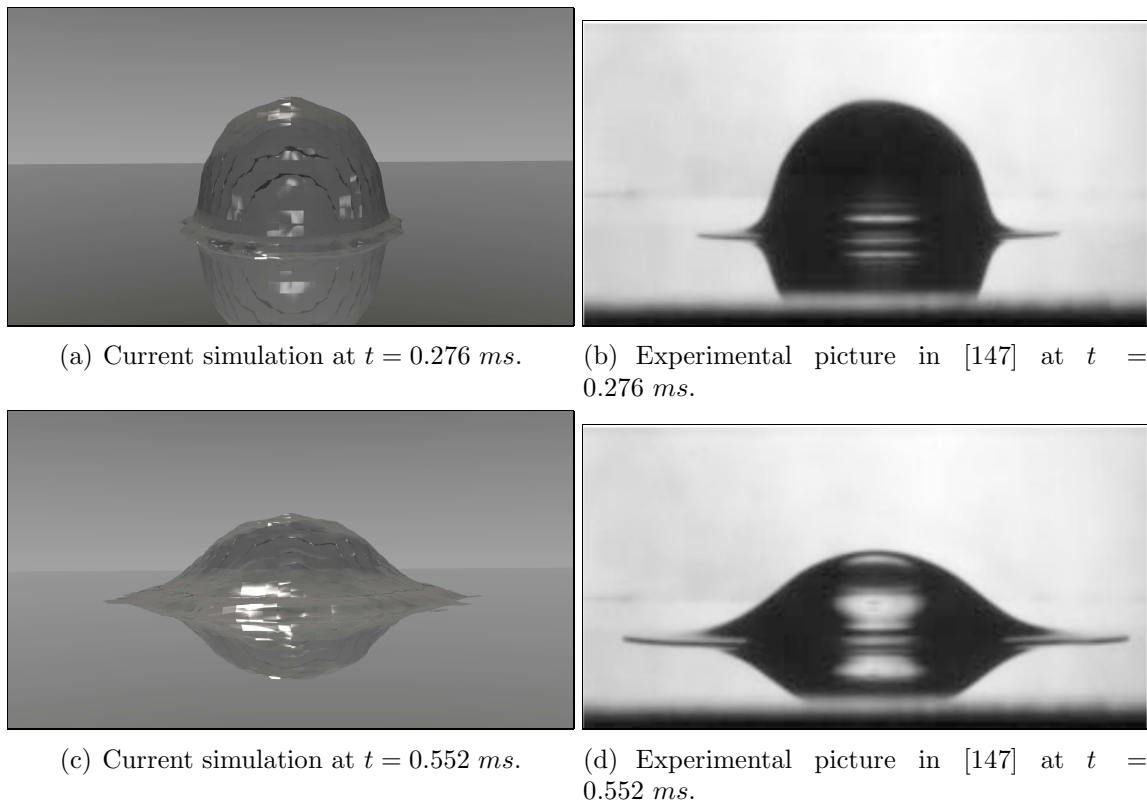 (a) Current simulation at t = 0.276 ms.
(b) Experimental picture in [147] at t =
0.276 ms.
(c) Current simulation at t = 0.552 ms.
(d) Experimental picture in [147] at t =
0.552 ms.